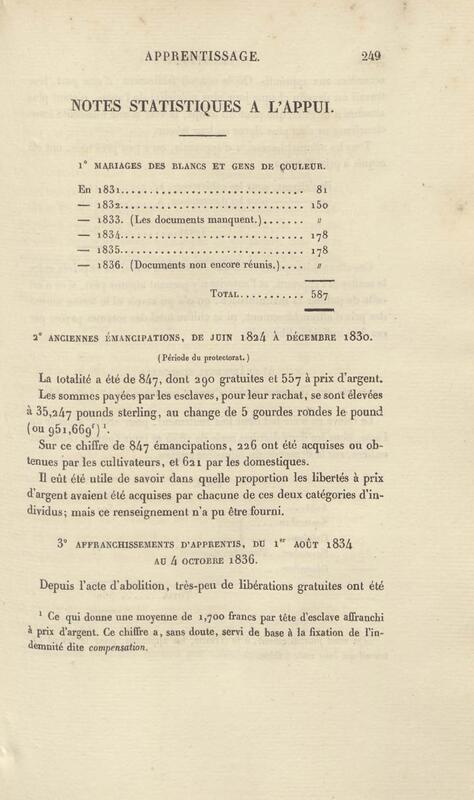 APPRENTISSAGE. 249
NOTES STATISTIQUES A L'APPUI.
1° MARIAGES DES BLANCS ET GENS DE COULEUR.
En 1831................................ 81
— 1832................................ 150
— 1833. (Les documents manquent.)....... "
— 1834................................ 178
— 1835................................ 178
— 1836. (Documents non encore réunis.).... "
TOTAL........... 587
2° ANCIENNES ÉMANCIPATIONS, DE JUIN 1824 À DÉCEMBRE 1830.
(Période du protectorat.)
La totalité a été de 847, dont 290 gratuites et 557 à prix d'argent.
Les sommes payées par les esclaves, pour leur rachat, se sont élevées
à 35,247 pounds sterling, au change de 5 gourdes rondes le pound
(ou 951,669f) 1.
Sur ce chiffre de 847 émancipations, 226 ont été acquises ou ob-
tenues par les cultivateurs, et 621 par les domestiques.
Il eût été utile de savoir dans quelle proportion les libertés à prix
d'argent avaient été acquises par chacune de ces deux catégories d'in-
dividus; mais ce renseignement n'a pu être fourni.
3° AFFRANCHISSEMENTS D'APPRENTIS, DU 1er AOÛT 1834
AU 4 OCTOBRE 1836.
Depuis l'acte d'abolition, très-peu de libérations gratuites ont été
1 Ce qui donne une moyenne de 1,700 francs par tête d'esclave affranchi
à prix d'argent. Ce chiffre a, sans doute, servi de base à la fixation de l'in-
demnité dite compensation.